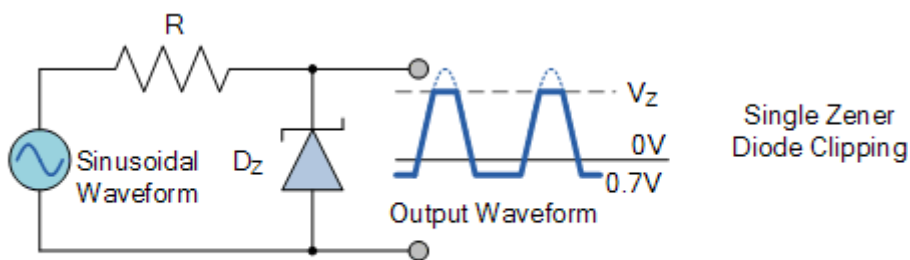 R
Sinusoidal
Waveform
DZ
VZ
0V
0.7V
Output Waveform
Single Zener
Diode Clipping